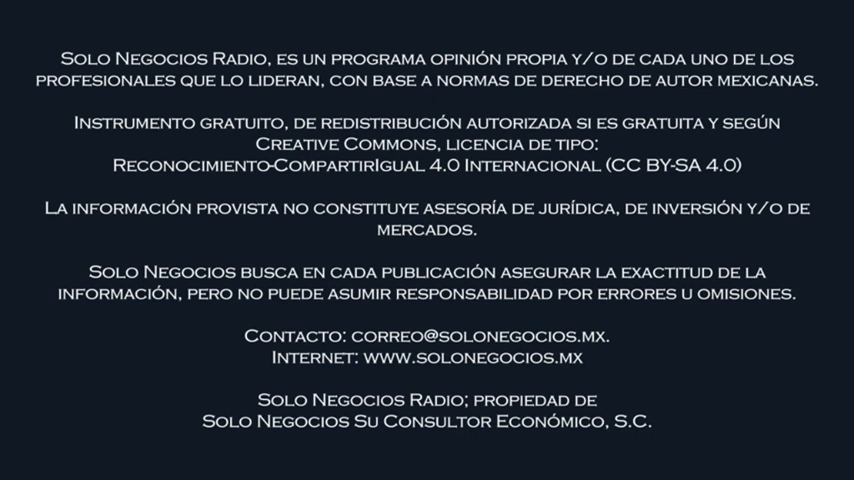 Solo Negocios Radio, es un programa opinión propia y/o de cada uno de los
profesionales que lo lideran, con base a normas de derecho de autor mexicanas.
Instrumento gratuito, de redistribución autorizada si es gratuita y según
Creative Commons, licencia de tipo:
Reconocimiento-CompartirIgual 4.0 Internacional (CC BY-SA 4.0)
La información provista no constituye asesoría de jurídica, de inversión y/o de
mercados.
Solo Negocios busca en cada publicación asegurar la exactitud de la
información, pero no puede asumir responsabilidad por errores u omisiones.
Contacto: correo@solonegocios.mx.
Internet: www.solonegocios.mx
Solo Negocios Radio; propiedad de
Solo Negocios Su Consultor Económico, S.C.